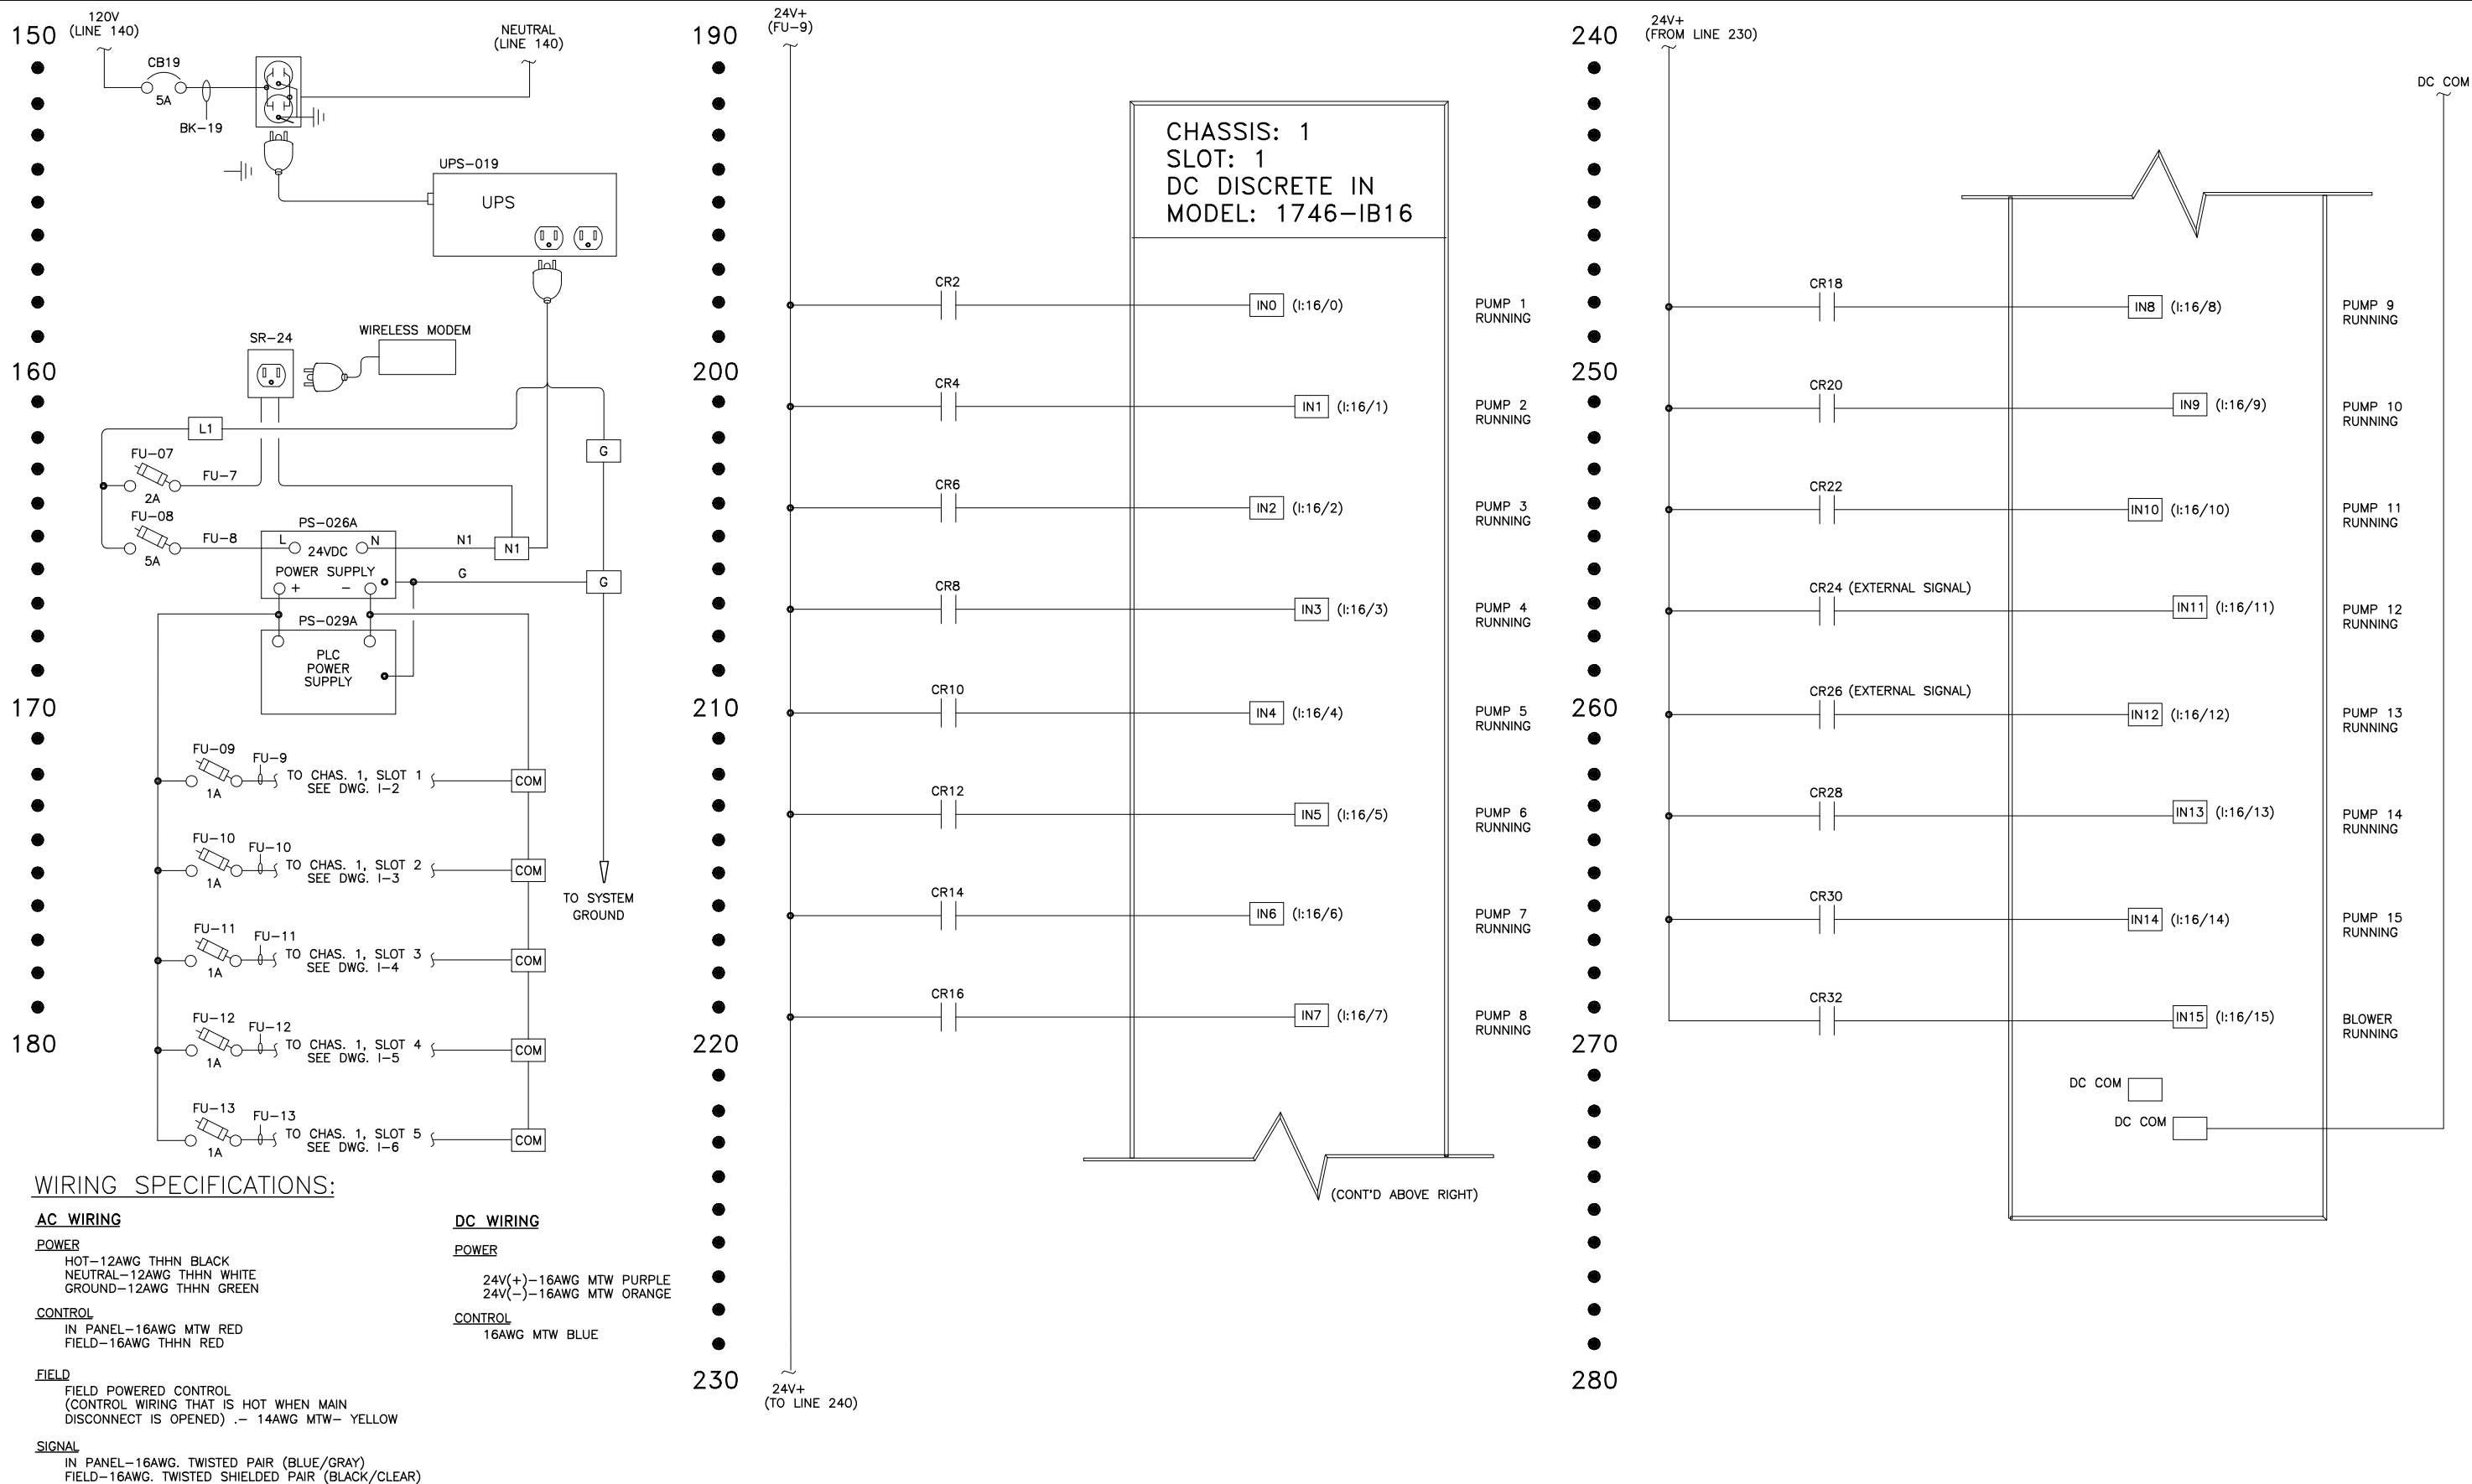 150
120V
(LINE 140)
NEUTRAL
(LINE 140)
CB19
5A
BK-19
UPS-019
UPS
WIRELESS MODEM
SR-24
160
L1
G
FU-07
FU-7
2A
FU-08
FU-8
5A
PS-026A
L
24VDC
N
N1
N1
POWER SUPPLY
+
-
G
G
PS-029A
PLC
POWER
SUPPLY
170
FU-09
FU-9
1A
TO CHAS. 1, SLOT 1
SEE DWG. I-2
COM
FU-10
FU-10
1A
TO CHAS. 1, SLOT 2
SEE DWG. I-3
COM
TO SYSTEM
GROUND
FU-11
FU-11
1A
TO CHAS. 1, SLOT 3
SEE DWG. I-4
COM
FU-12
FU-12
1A
TO CHAS. 1, SLOT 4
SEE DWG. I-5
COM
180
FU-13
FU-13
1A
TO CHAS. 1, SLOT 5
SEE DWG. I-6
COM
WIRING SPECIFICATIONS:
AC WIRING
POWER
HOT-12AWG THHN BLACK
NEUTRAL-12AWG THHN WHITE
GROUND-12AWG THHN GREEN
CONTROL
IN PANEL-16AWG MTW RED
FIELD-16AWG THHN RED
FIELD
FIELD POWERED CONTROL
(CONTROL WIRING THAT IS HOT WHEN MAIN
DISCONNECT IS OPENED) .- 14AWG MTW- YELLOW
SIGNAL
IN PANEL-16AWG. TWISTED PAIR (BLUE/GRAY)
FIELD-16AWG. TWISTED SHIELDED PAIR (BLACK/CLEAR)
DC WIRING
POWER
24V(+)-16AWG MTW PURPLE
24V(-)-16AWG MTW ORANGE
CONTROL
16AWG MTW BLUE
190
24V+
(FU-9)
CHASSIS: 1
SLOT: 1
DC DISCRETE IN
MODEL: 1746-IB16
CR2
IN0 (I:16/0)
PUMP 1
RUNNING
200
CR4
IN1 (I:16/1)
PUMP 2
RUNNING
CR6
IN2 (I:16/2)
PUMP 3
RUNNING
CR8
IN3 (I:16/3)
PUMP 4
RUNNING
210
CR10
IN4 (I:16/4)
PUMP 5
RUNNING
CR12
IN5 (I:16/5)
PUMP 6
RUNNING
CR14
IN6 (I:16/6)
PUMP 7
RUNNING
CR16
IN7 (I:16/7)
PUMP 8
RUNNING
220
(CONT'D ABOVE RIGHT)
230
24V+
(TO LINE 240)
240
24V+
(FROM LINE 230)
DC COM
CR18
IN8 (I:16/8)
PUMP 9
RUNNING
250
CR20
IN9 (I:16/9)
PUMP 10
RUNNING
CR22
IN10 (I:16/10)
PUMP 11
RUNNING
CR24 (EXTERNAL SIGNAL)
IN11 (I:16/11)
PUMP 12
RUNNING
260
CR26 (EXTERNAL SIGNAL)
IN12 (I:16/12)
PUMP 13
RUNNING
CR28
IN13 (I:16/13)
PUMP 14
RUNNING
CR30
IN14 (I:16/14)
PUMP 15
RUNNING
CR32
IN15 (I:16/15)
BLOWER
RUNNING
270
DC COM
DC COM
280